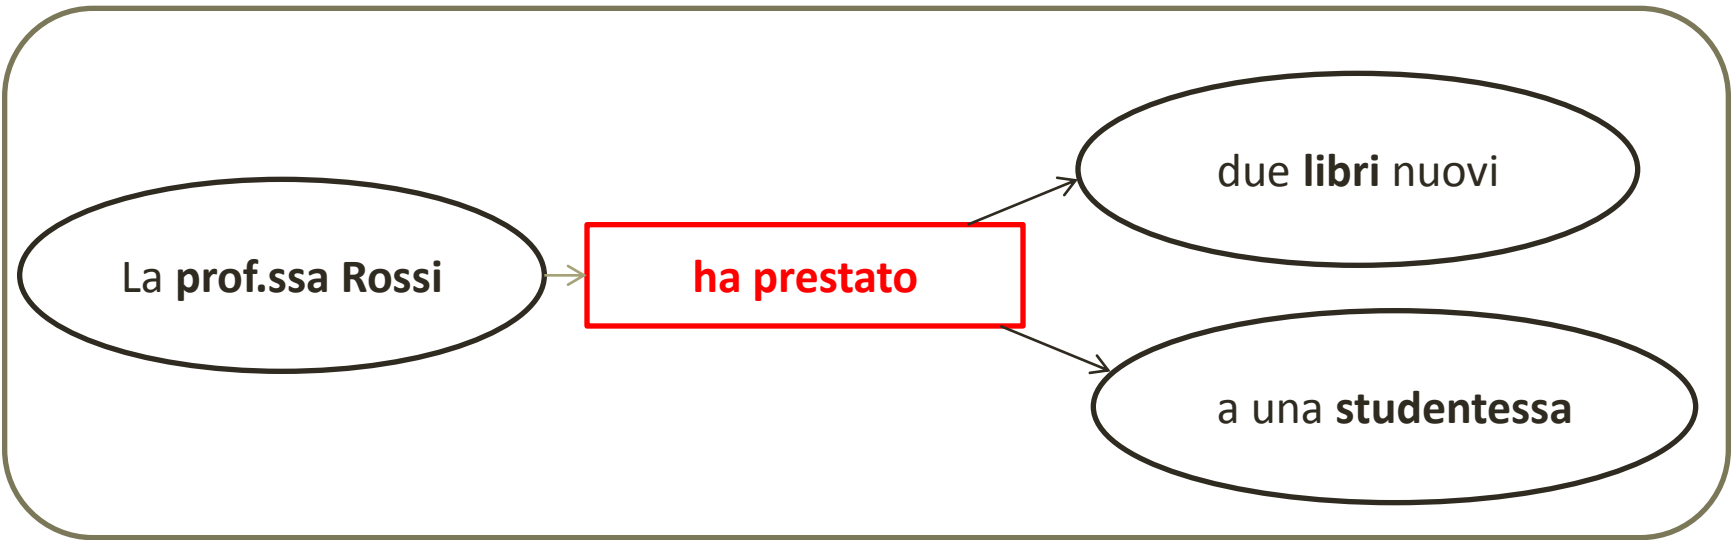 La prof.ssa Rossi
ha prestato
due libri nuovi
a una studentessa